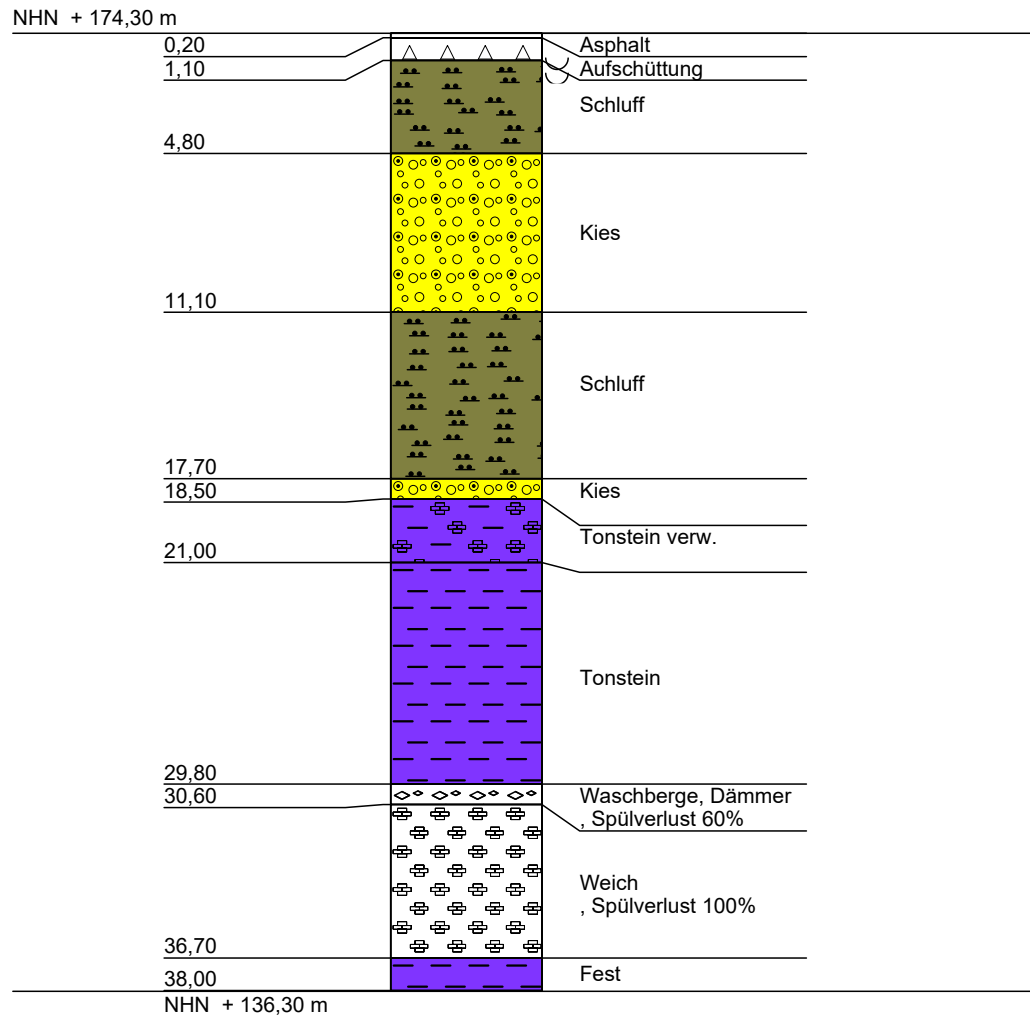 NHN + 174,30 m
0,20
Asphalt
1,10
Aufschüttung
Schluff
4,80
Kies
11,10
Schluff
17,70
18,50
Kies
Tonstein verw.
21,00
Tonstein
29,80
30,60
Waschberge, Dämmer
, Spülverlust 60%
Weich
, Spülverlust 100%
36,70
Fest
38,00
NHN + 136,30 m